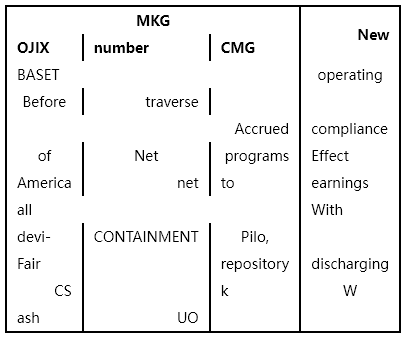 MKG New
OJIX number CMG
BASET operating
Before traverse
Accrued compliance
of Net programs Effect
America net to earnings
all With
devi- CONTAINMENT Pilo,
Fair repository discharging
CS k W
ash UO